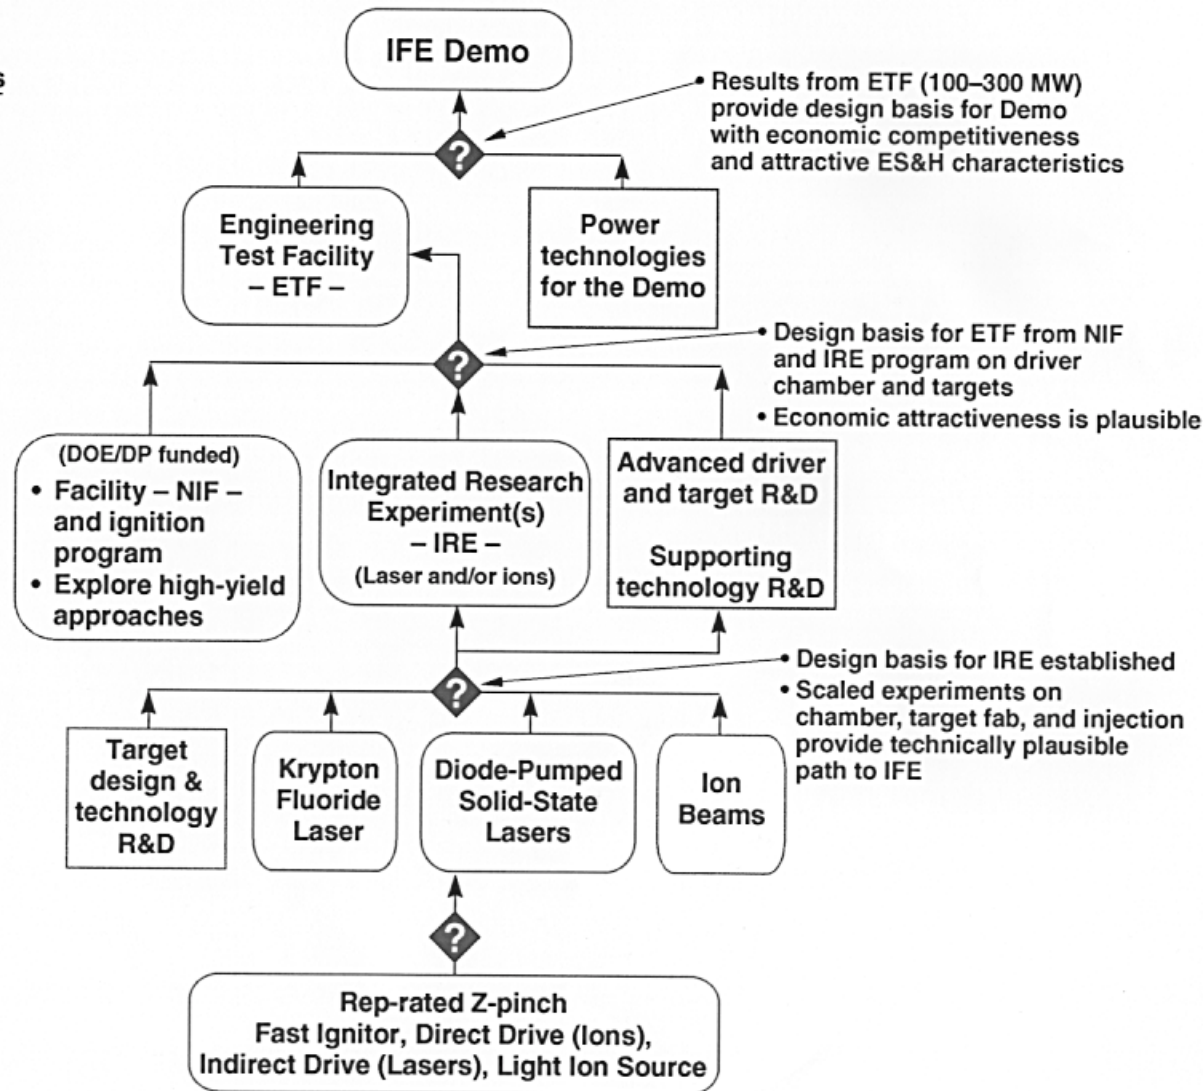 IFE Demo
• Results from ETF (100–300 MW)
provide design basis for Demo
with economic competitiveness
and attractive ES&H characteristics
?
Engineering
Test Facility
– ETF –
Power
technologies
for the Demo
• Design basis for ETF from NIF
and IRE program on driver
chamber and targets
• Economic attractiveness is plausible
?
(DOE/DP funded)
• Facility – NIF –
and ignition
program
• Explore high-yield
approaches
Integrated Research
Experiment(s)
– IRE –
(Laser and/or ions)
Advanced driver
and target R&D
Supporting
technology R&D
• Design basis for IRE established
• Scaled experiments on
chamber, target fab, and injection
provide technically plausible
path to IFE
?
Target
design &
technology
R&D
Krypton
Fluoride
Laser
Diode-Pumped
Solid-State
Lasers
Ion
Beams
?
Rep-rated Z-pinch
Fast Ignitor, Direct Drive (Ions),
Indirect Drive (Lasers), Light Ion Source